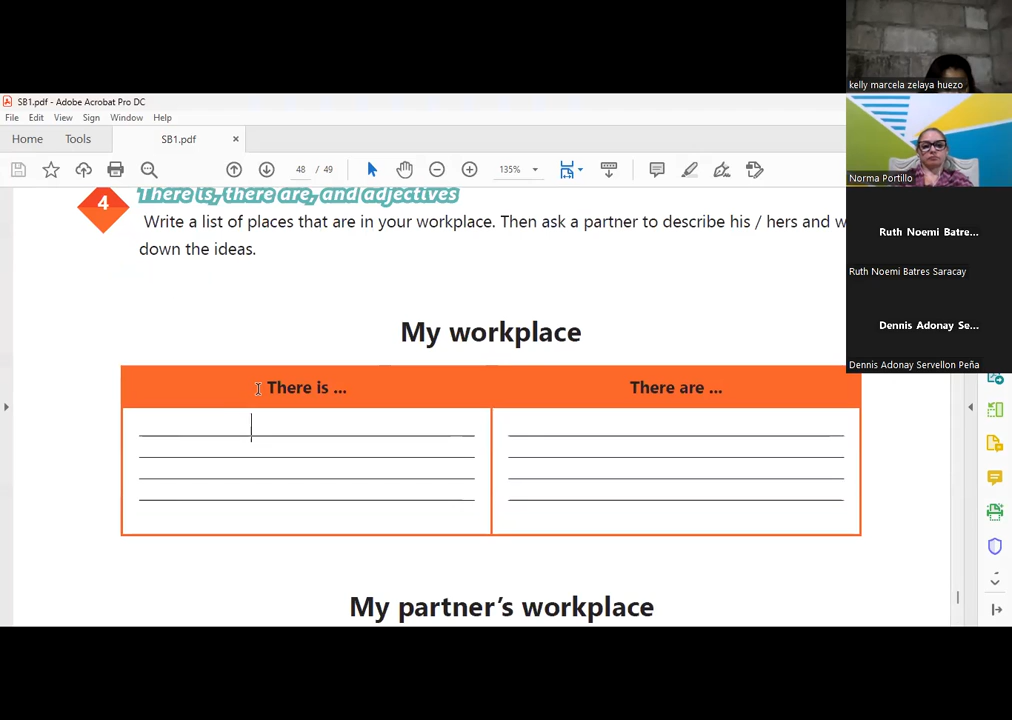 kelly marcela zelaya huezo
SB1.pdf - Adobe Acrobat Pro DC
File Edit View Sign Window Help
Home Tools SB1.pdf ×
48 / 49 135%
Norma Portillo
4 There is, there are, and adjectives
Write a list of places that are in your workplace. Then ask a partner to describe his / hers and w
down the ideas.
Ruth Noemi Batre...
Ruth Noemi Batres Saracay
Dennis Adonay Se...
Dennis Adonay Servellon Peña
My workplace
There is ... There are ...
My partner's workplace